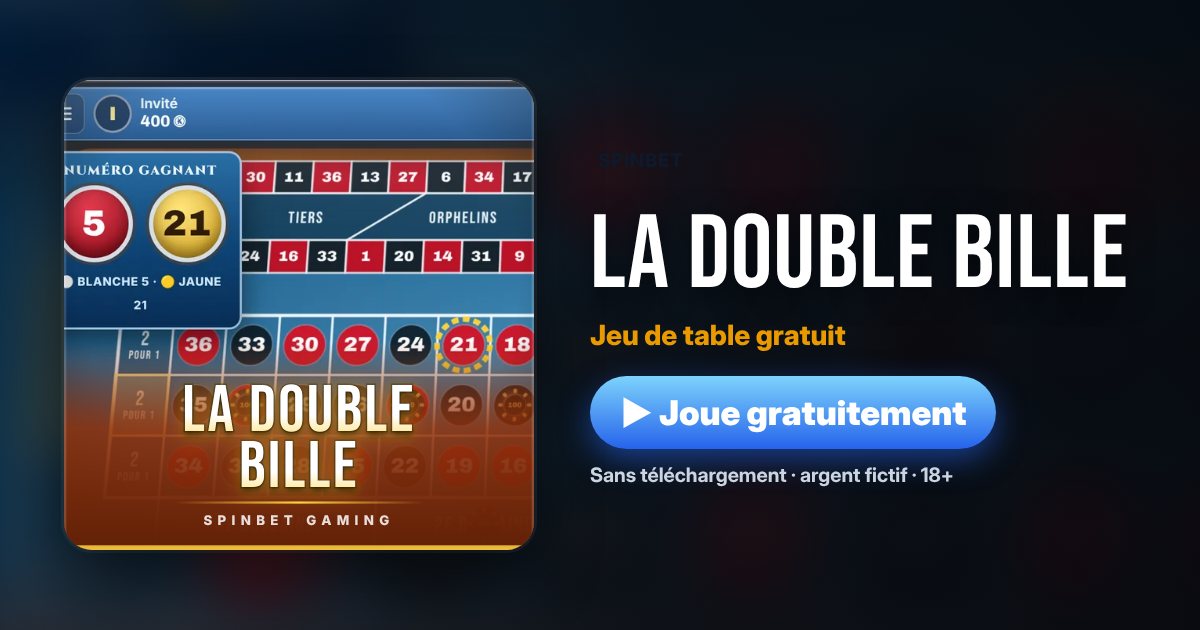 Invité
400
NUMÉRO GAGNANT
5 21
BLANCHE 5 · JAUNE
21
30 11 36 13 27 6 34 17
TIERS ORPHELINS
24 16 33 1 20 14 31 9
2 POUR 1 36 33 30 27 24 21 18
2 POUR 1 35 20 100
2 POUR 1 34 22 19 16
LA DOUBLE
BILLE
SPINBET GAMING
SPINBET
LA DOUBLE BILLE
Jeu de table gratuit
▶ Joue gratuitement
Sans téléchargement · argent fictif · 18+